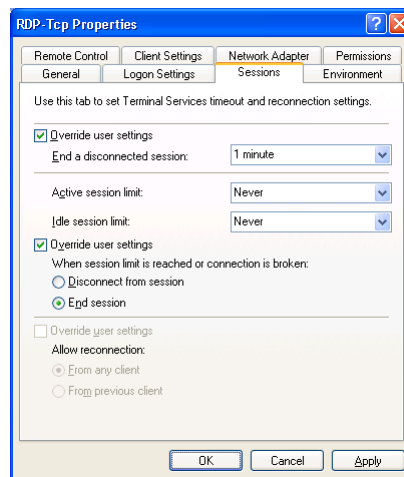 RDP-Tcp Properties
Remote Control Client Settings Network Adapter Permissions
General Logon Settings Sessions Environment
Use this tab to set Terminal Services timeout and reconnection settings.
Override user settings
End a disconnected session: 1 minute
Active session limit: Never
Idle session limit: Never
Override user settings
When session limit is reached or connection is broken:
Disconnect from session
End session
Override user settings
Allow reconnection:
From any client
From previous client
OK Cancel Apply